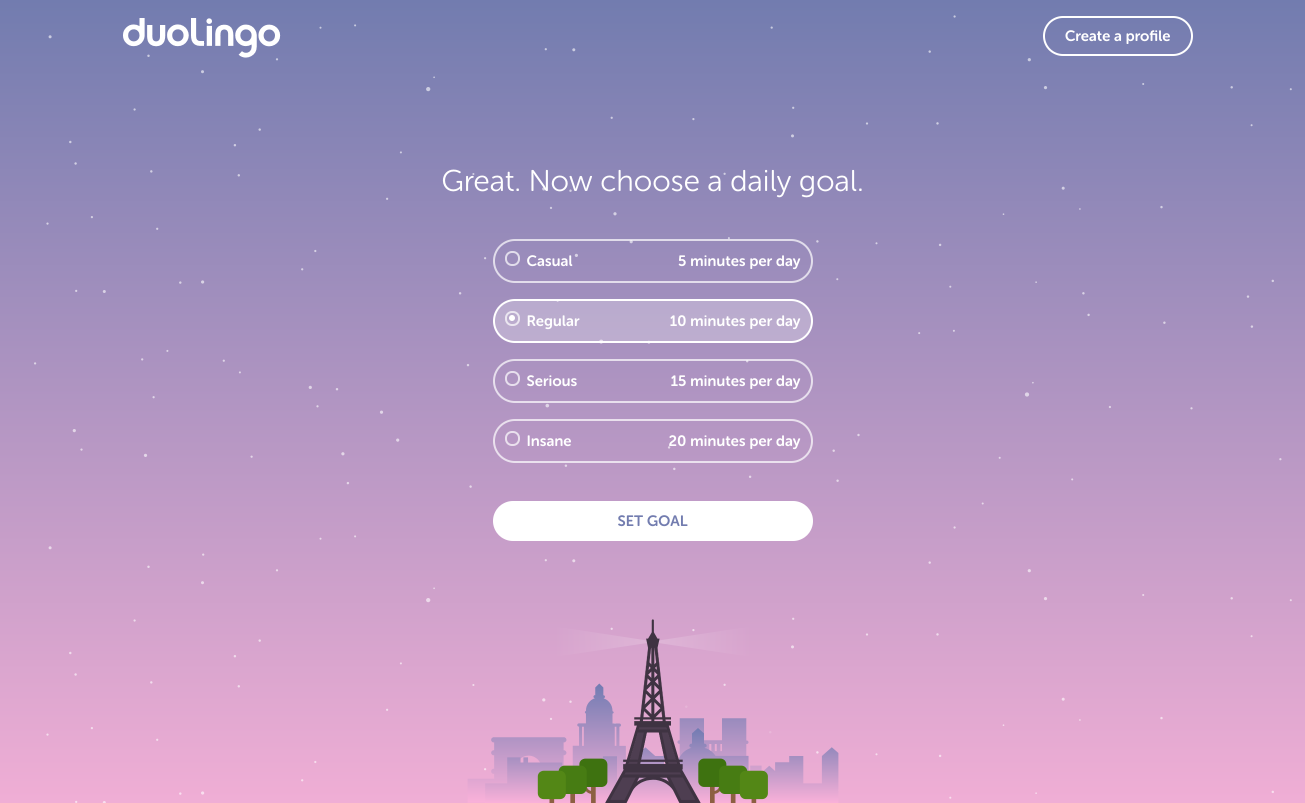 duolingo
Create a profile
Great. Now choose a daily goal.
Casual 5 minutes per day
Regular 10 minutes per day
Serious 15 minutes per day
Insane 20 minutes per day
SET GOAL